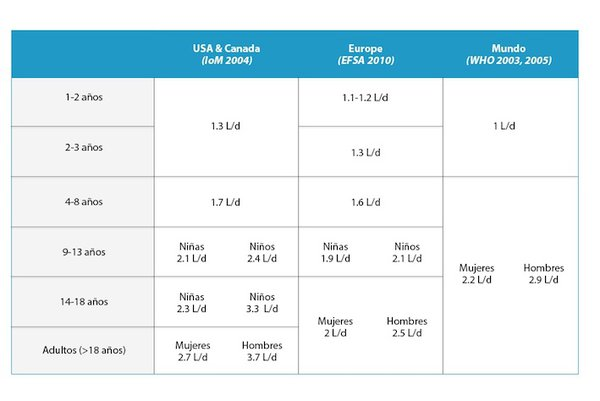 USA & Canada Europe Mundo
(IoM 2004) (EFSA 2010) (WHO 2003, 2005)
1-2 años 1.1-1.2 L/d
1.3 L/d 1 L/d
2-3 años 1.3 L/d
4-8 años 1.7 L/d 1.6 L/d
9-13 años Niñas Niños Niñas Niños
2.1 L/d 2.4 L/d 1.9 L/d 2.1 L/d
Mujeres Hombres
2.2 L/d 2.9 L/d
14-18 años Niñas Niños
2.3 L/d 3.3 L/d
Mujeres Hombres
2 L/d 2.5 L/d
Adultos (>18 años) Mujeres Hombres
2.7 L/d 3.7 L/d